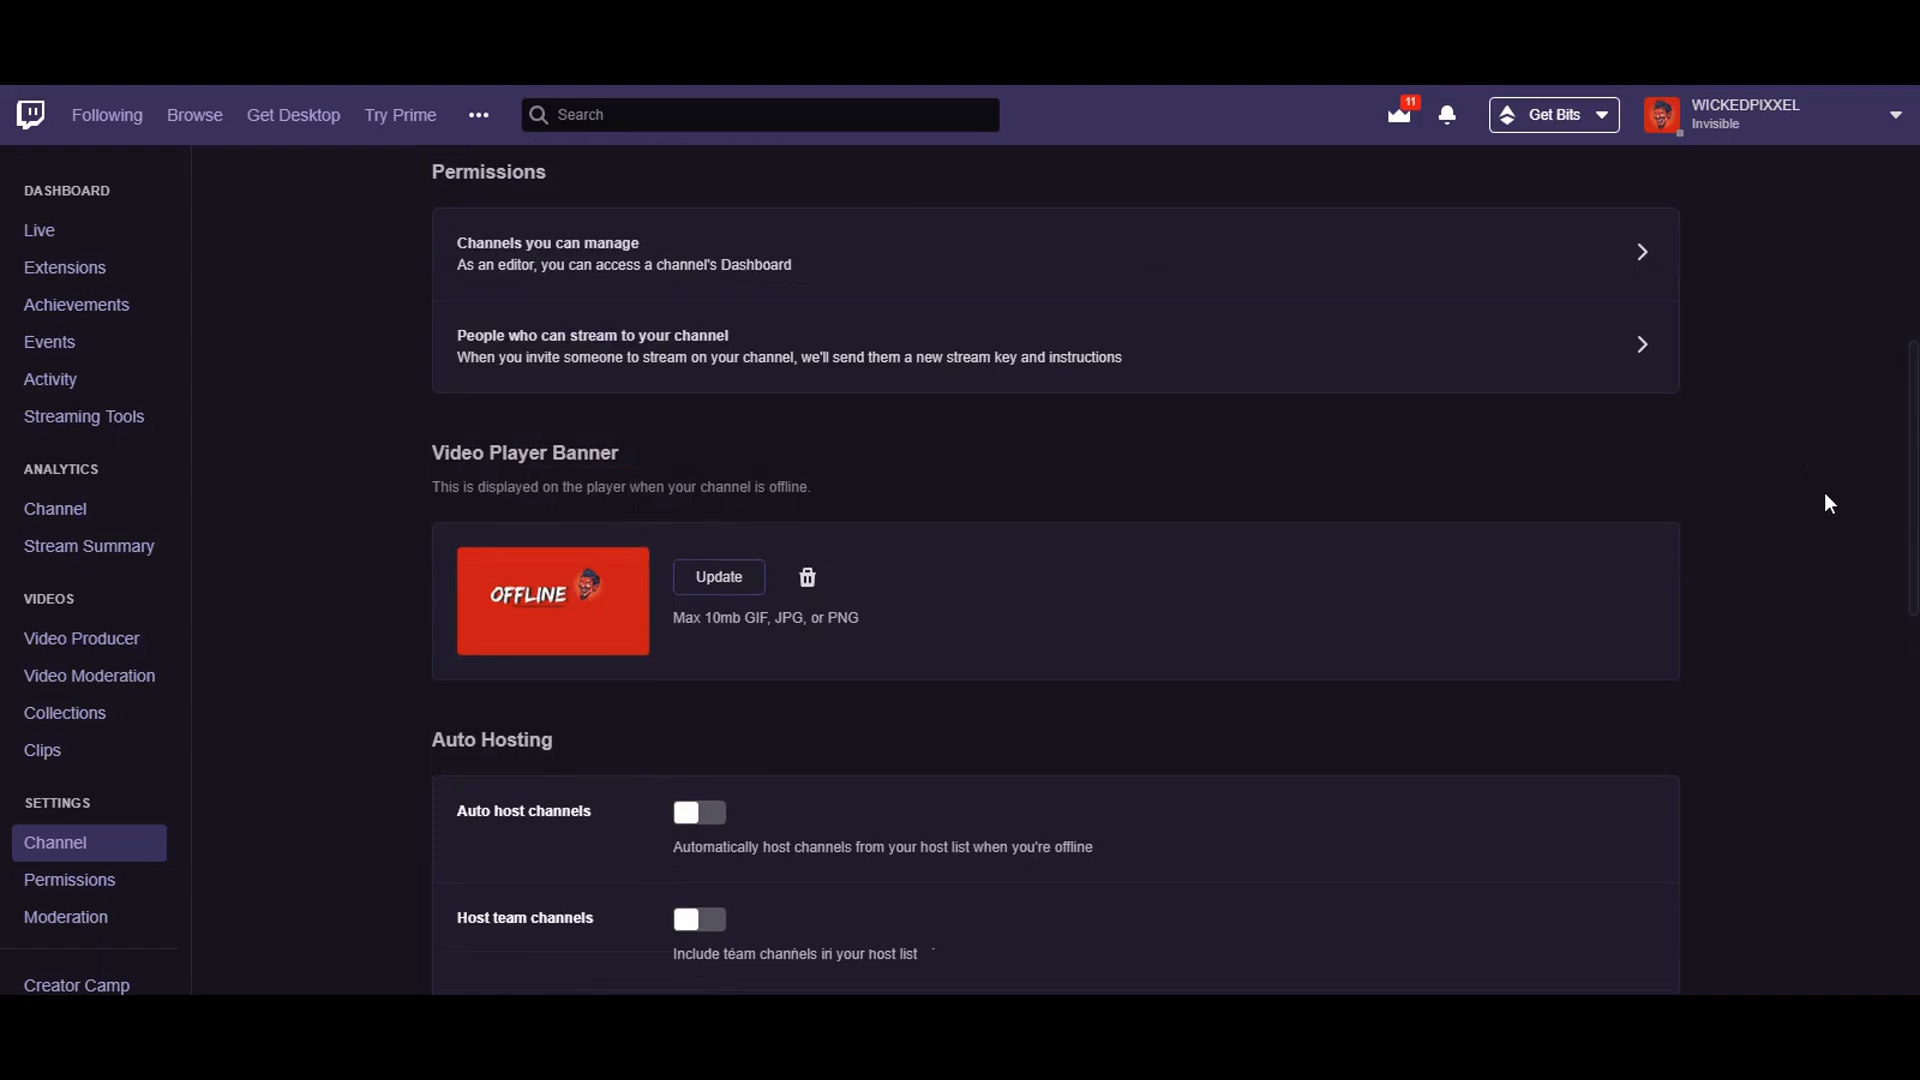 Following Browse Get Desktop Try Prime
Search
11
Get Bits
WICKEDPIXXEL
Invisible
DASHBOARD
Live
Extensions
Achievements
Events
Activity
Streaming Tools
ANALYTICS
Channel
Stream Summary
VIDEOS
Video Producer
Video Moderation
Collections
Clips
SETTINGS
Channel
Permissions
Moderation
Creator Camp
Permissions
Channels you can manage
As an editor, you can access a channel's Dashboard
People who can stream to your channel
When you invite someone to stream on your channel, we'll send them a new stream key and instructions
Video Player Banner
This is displayed on the player when your channel is offline.
OFFLINE
Update
Max 10mb GIF, JPG, or PNG
Auto Hosting
Auto host channels
Automatically host channels from your host list when you're offline
Host team channels
Include team channels in your host list